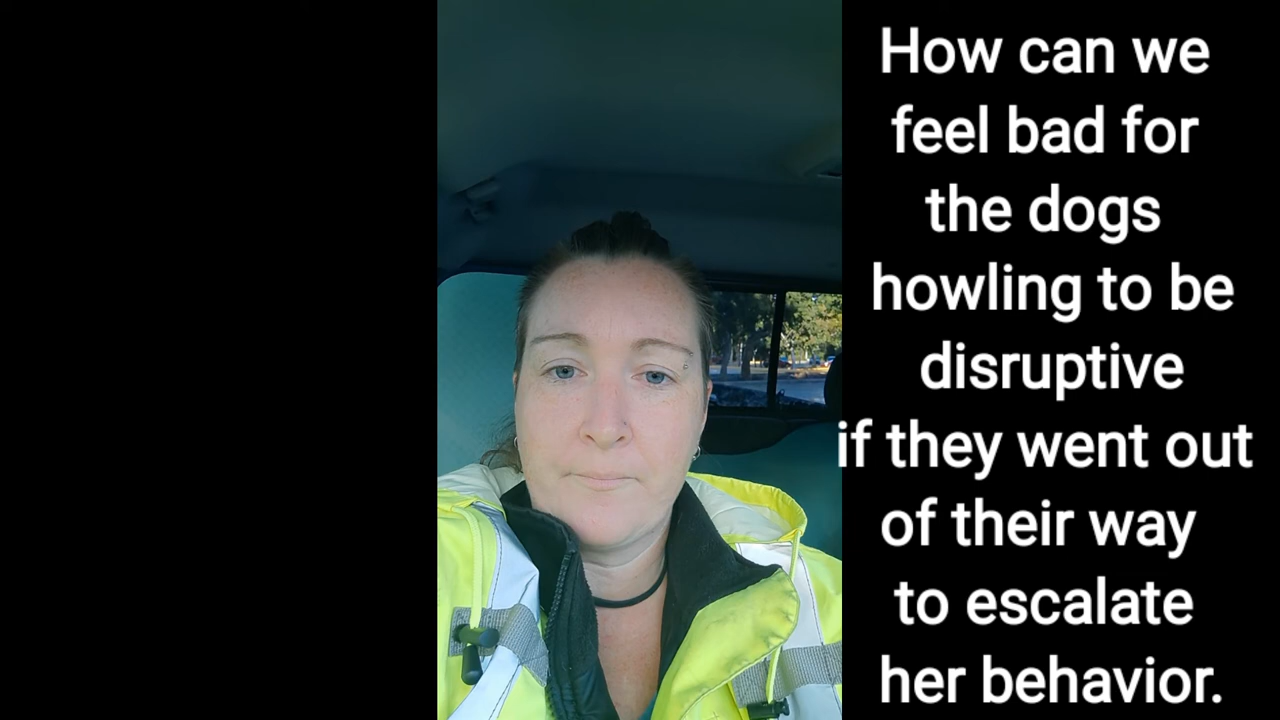 How can we
feel bad for
the dogs
howling to be
disruptive
if they went out
of their way
to escalate
her behavior.